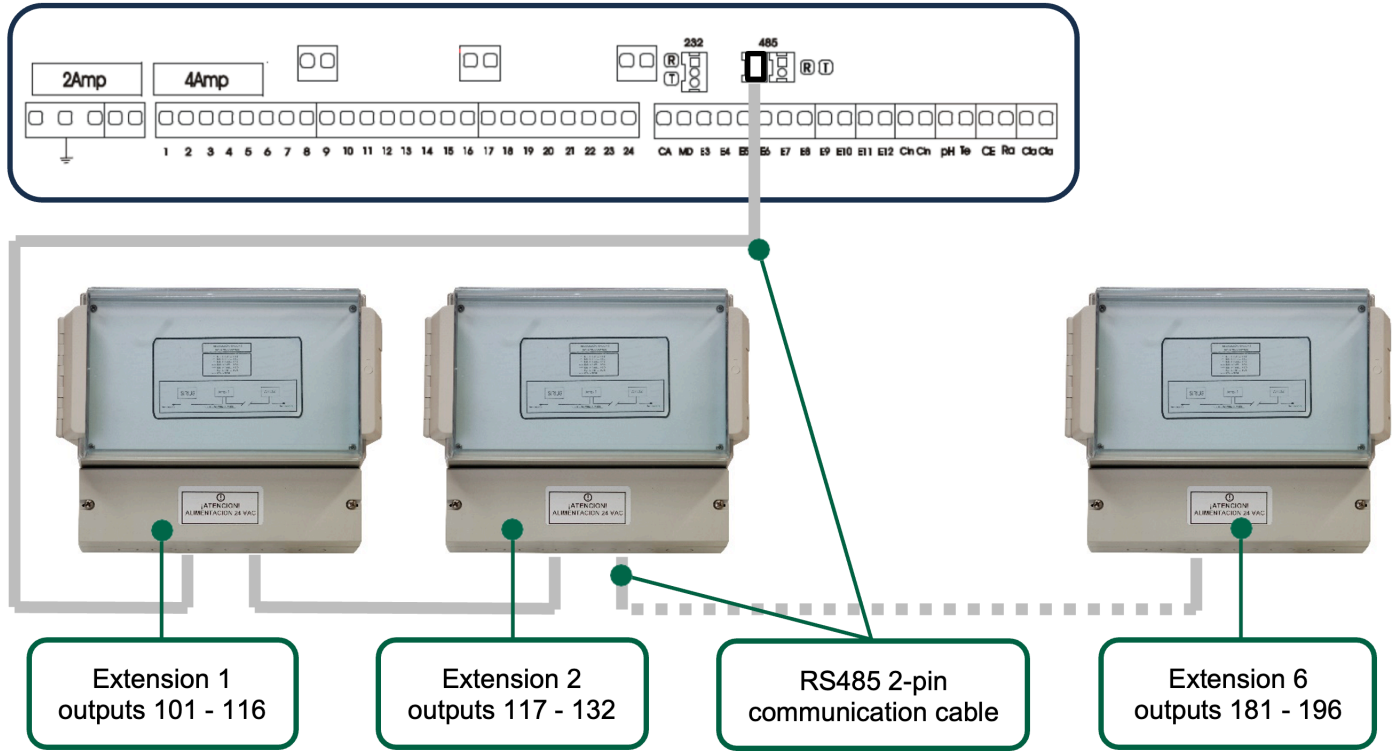 232
485
R
T
R T
2Amp
4Amp
1 2 3 4 5 6 7 8 9 10 11 12 13 14 15 16 17 18 19 20 21 22 23 24
CA MD E3 E4 E5 E6 E7 E8 E9 E10 E11 E12 Cin Cin pH Te CE Ra Cla Cla
¡ATENCION!
ALIMENTACION 24 VAC
¡ATENCION!
ALIMENTACION 24 VAC
¡ATENCION!
ALIMENTACION 24 VAC
Extension 1
outputs 101 - 116
Extension 2
outputs 117 - 132
RS485 2-pin
communication cable
Extension 6
outputs 181 - 196